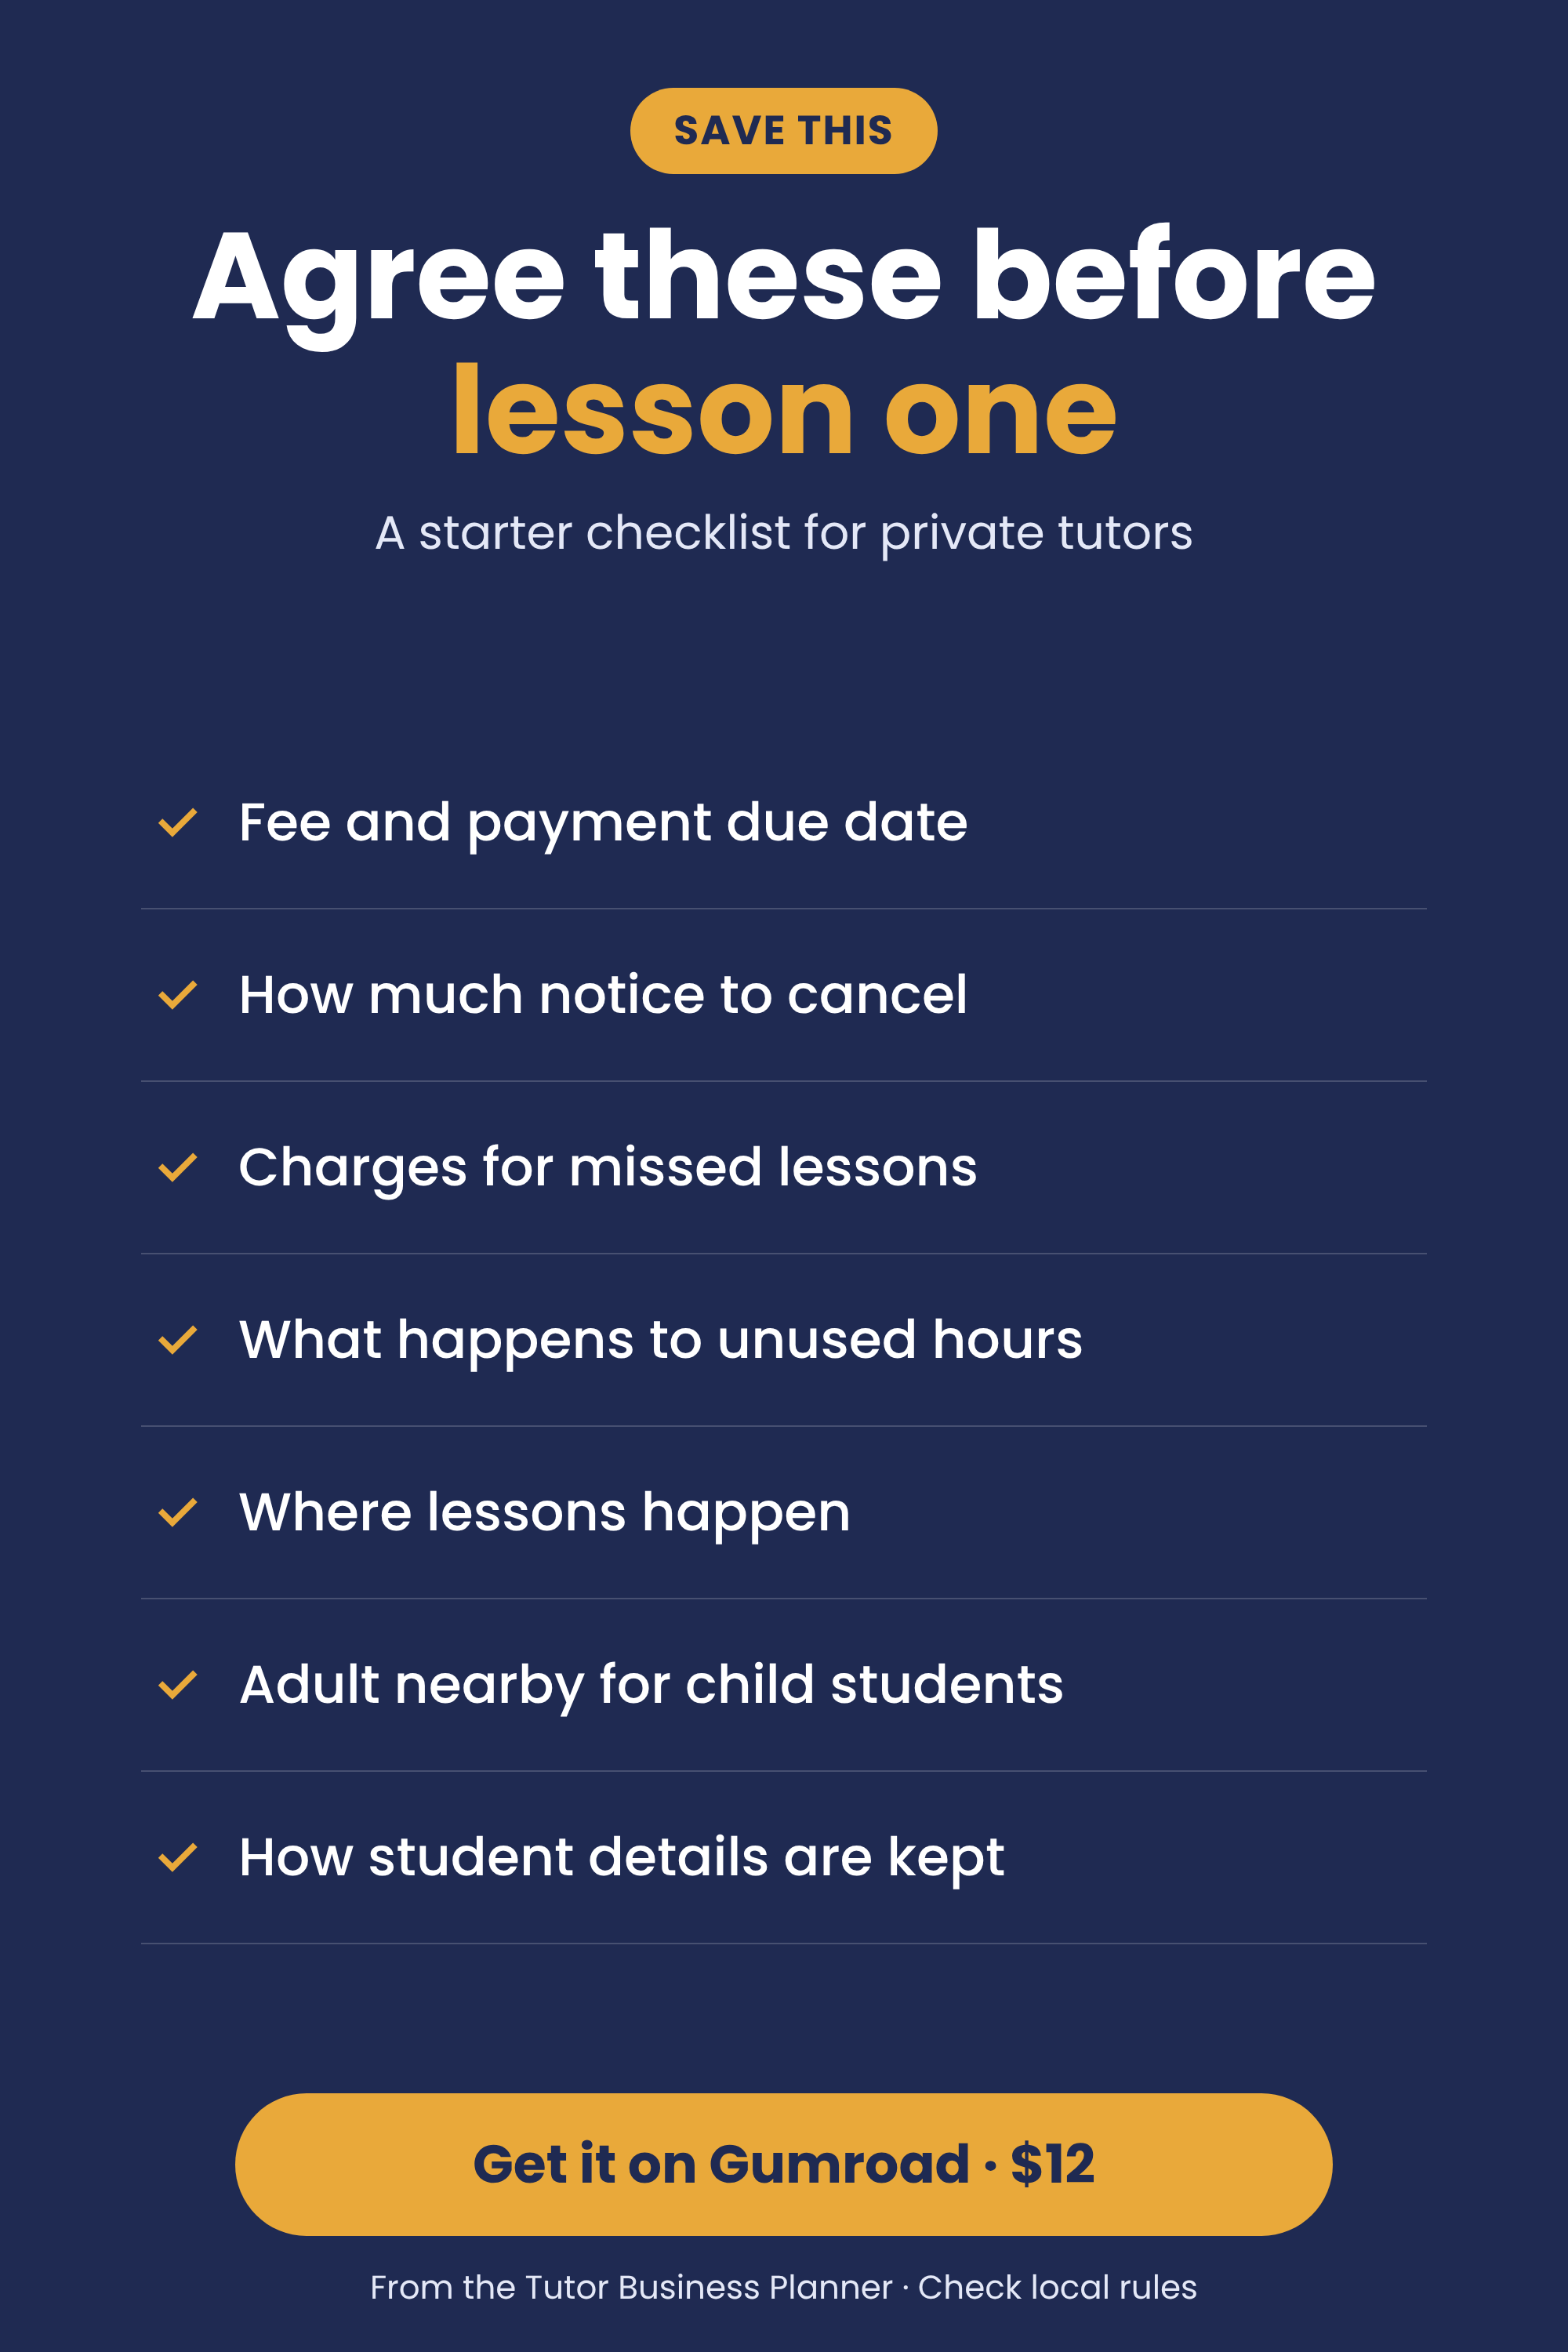 SAVE THIS
Agree these before
lesson one
A starter checklist for private tutors
Fee and payment due date
How much notice to cancel
Charges for missed lessons
What happens to unused hours
Where lessons happen
Adult nearby for child students
How student details are kept
Get it on Gumroad · $12
From the Tutor Business Planner · Check local rules